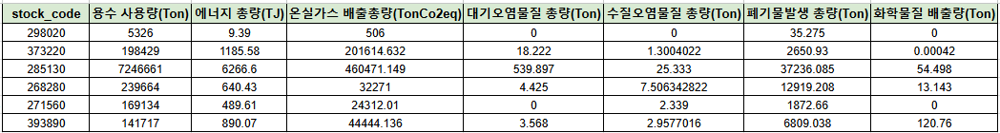 stock_code 용수 사용량(Ton) 에너지 총량(TJ) 온실가스 배출총량(TonCo2eq) 대기오염물질 총량(Ton) 수질오염물질 총량(Ton) 폐기물발생 총량(Ton) 화학물질 배출량(Ton)
298020 5326 9.39 506 0 0 35.275 0
373220 198429 1185.58 201614.632 18.222 1.3004022 2650.93 0.00042
285130 7246661 6266.6 460471.149 539.897 25.333 37236.085 54.498
268280 239664 640.43 32271 4.425 7.506342822 12919.208 13.143
271560 169134 489.61 24312.01 0 2.339 1872.66 0
393890 141717 890.07 44444.136 3.568 2.9577016 6809.038 120.76